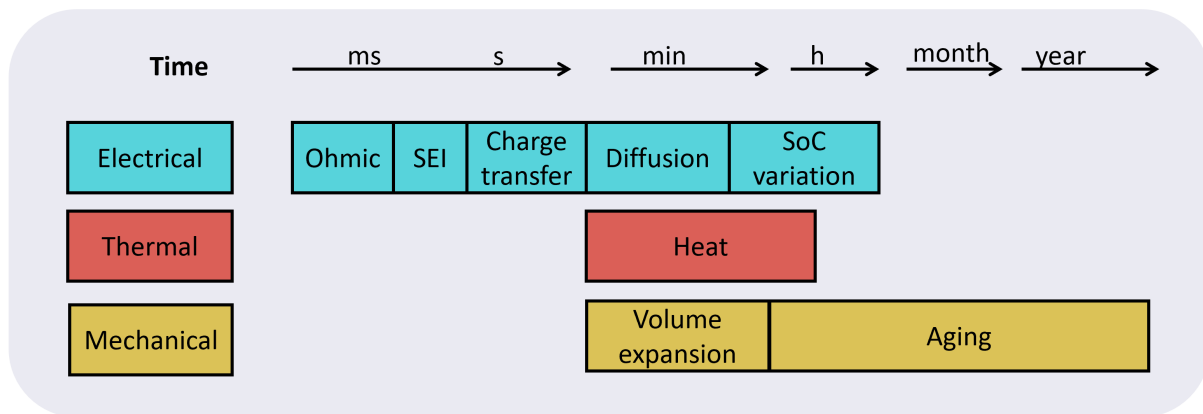 Time ms s min h month year
Electrical Ohmic SEI Charge transfer Diffusion SoC variation
Thermal Heat
Mechanical Volume expansion Aging